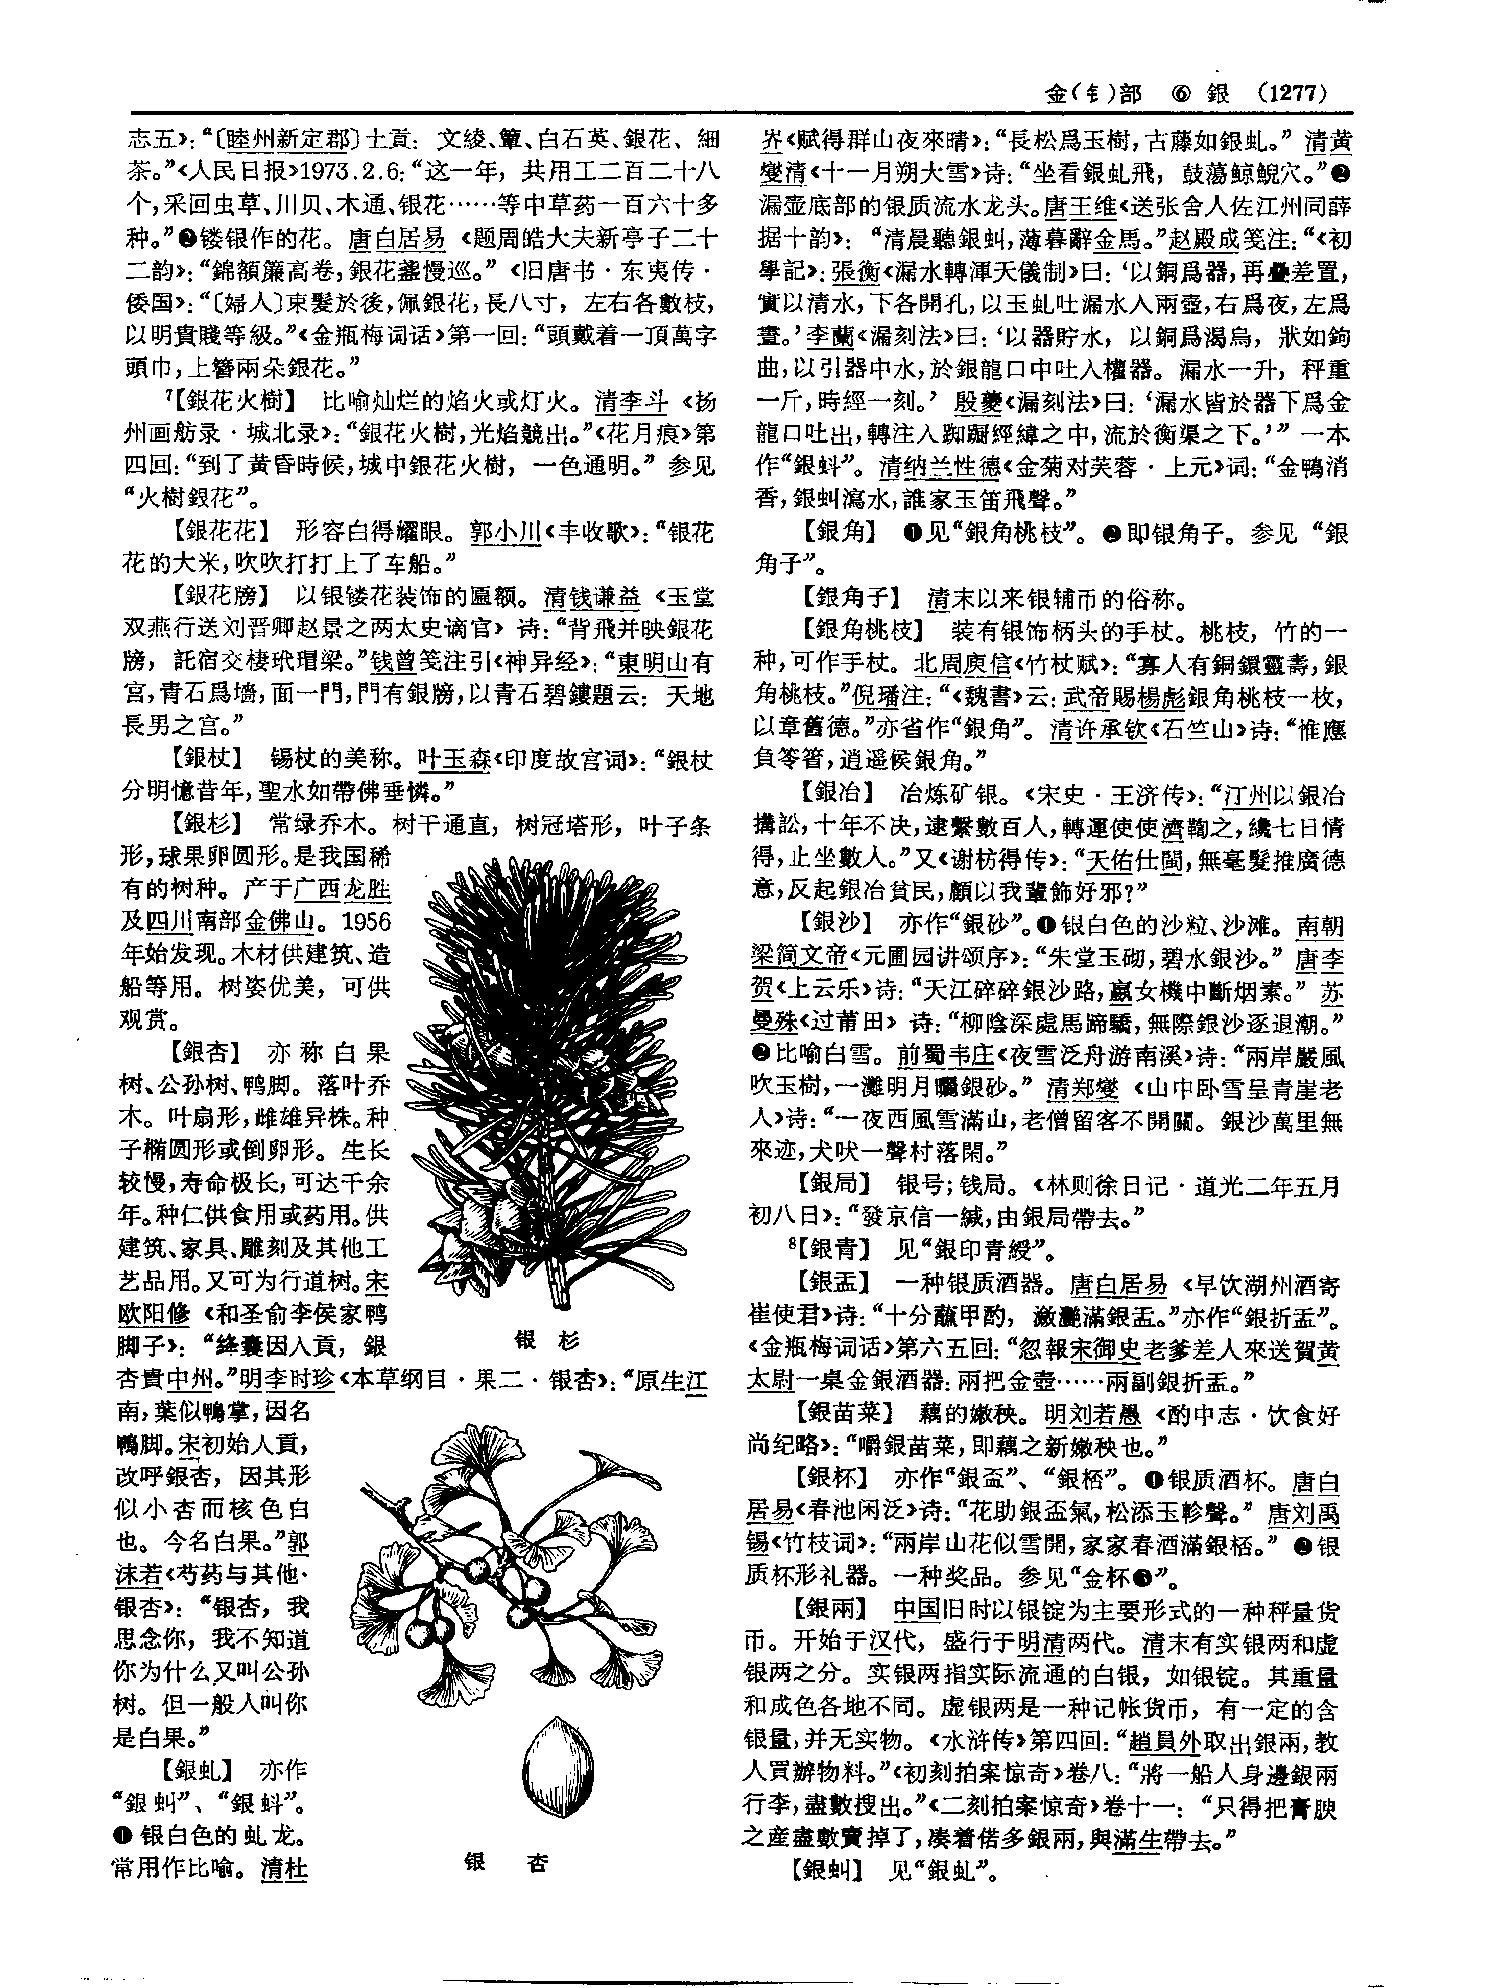 金(钅)部　⑥ 銀　(1277)
志五》：“〔睦州新定郡〕土貢：文綾、簟、白石英、銀花、細
茶。”《人民日报》1973.2.6：“这一年，共用工二百二十八
个，采回虫草、川贝、木通、银花……等中草药一百六十多
种。”❷镂银作的花。唐白居易《题周皓大夫新亭子二十
二韵》：“錦額簾高卷，銀花盞慢巡。”《旧唐书·东夷传·
倭国》：“〔婦人〕束髮於後，佩銀花，長八寸，左右各數枝，
以明貴賤等級。”《金瓶梅词话》第一回：“頭戴着一頂萬字
頭巾，上簪兩朵銀花。”
7【銀花火樹】　比喻灿烂的焰火或灯火。清李斗《扬
州画舫录·城北录》：“銀花火樹，光焰競出。”《花月痕》第
四回：“到了黃昏時候，城中銀花火樹，一色通明。”参见
“火樹銀花”。
【銀花花】　形容白得耀眼。郭小川《丰收歌》：“银花
花的大米，吹吹打打上了车船。”
【銀花牓】　以银镂花装饰的匾额。清钱谦益《玉堂
双燕行送刘晋卿赵景之两太史谪官》诗：“背飛并映銀花
牓，託宿交棲玳瑁梁。”钱曾笺注引《神异经》：“東明山有
宫，青石爲墻，面一門，門有銀牓，以青石碧鏤題云：天地
長男之宫。”
【銀杖】　锡杖的美称。叶玉森《印度故宫词》：“銀杖
分明憶昔年，聖水如帶佛垂憐。”
【銀杉】　常绿乔木。树干通直，树冠塔形，叶子条
形，球果卵圆形。是我国稀
有的树种。产于广西龙胜
及四川南部金佛山。1956
年始发现。木材供建筑、造
船等用。树姿优美，可供
观赏。
【銀杏】　亦称白果
树、公孙树、鸭脚。落叶乔
木。叶扇形，雌雄异株。种
子椭圆形或倒卵形。生长
较慢，寿命极长，可达千余
年。种仁供食用或药用。供
建筑、家具、雕刻及其他工
艺品用。又可为行道树。宋
欧阳修《和圣俞李侯家鸭
脚子》：“絳囊因入貢，銀
杏貴中州。”明李时珍《本草纲目·果二·银杏》：“原生江
南，葉似鴨掌，因名
鴨脚。宋初始入貢，
改呼銀杏，因其形
似小杏而核色白
也。今名白果。”郭
沫若《芍药与其他·
银杏》：“银杏，我
思念你，我不知道
你为什么又叫公孙
树。但一般人叫你
是白果。”
【銀虬】　亦作
“銀虯”、“銀蚪”。
❶银白色的虬龙。
常用作比喻。清杜
银　杉
银　杏
岕《赋得群山夜來晴》：“長松爲玉樹，古藤如銀虬。”清黄
燮清《十一月朔大雪》诗：“坐看銀虬飛，鼓蕩鲸鯢穴。”❷
漏壶底部的银质流水龙头。唐王维《送张舍人佐江州同薛
据十韵》：“清晨聽銀虯，薄暮辭金馬。”赵殿成笺注：“《初
學記》：張衡《漏水轉渾天儀制》曰：‘以銅爲器，再疊差置，
實以清水，下各開孔，以玉虬吐漏水入兩壺，右爲夜，左爲
晝。’李蘭《漏刻法》曰：‘以器貯水，以銅爲渴烏，狀如鉤
曲，以引器中水，於銀龍口中吐入權器。漏水一升，秤重
一斤，時經一刻。’殷夔《漏刻法》曰：‘漏水皆於器下爲金
龍口吐出，轉注入踟蹰經緯之中，流於衡渠之下。’”一本
作“銀蚪”。清纳兰性德《金菊对芙蓉·上元》词：“金鴨消
香，銀虯瀉水，誰家玉笛飛聲。”
【銀角】　❶见“銀角桃枝”。❷即银角子。参见“銀
角子”。
【銀角子】　清末以来银辅币的俗称。
【銀角桃枝】　装有银饰柄头的手杖。桃枝，竹的一
种，可作手杖。北周庾信《竹杖赋》：“寡人有銅鐶靈壽，銀
角桃枝。”倪璠注：“《魏書》云：武帝賜楊彪銀角桃枝一枚，
以章舊德。”亦省作“銀角”。清许承钦《石竺山》诗：“惟應
負笭箵，逍遥侯銀角。”
【銀冶】　冶炼矿银。《宋史·王济传》：“汀州以銀冶
搆訟，十年不决，逮繫數百人，轉運使使濟鞫之，纔七日情
得，止坐數人。”又《谢枋得传》：“天佑仕閩，無毫髮推廣德
意，反起銀冶貧民，顧以我輩飾好邪？”
【銀沙】　亦作“銀砂”。❶银白色的沙粒、沙滩。南朝
梁简文帝《元圃园讲颂序》：“朱堂玉砌，碧水銀沙。”唐李
贺《上云乐》诗：“天江碎碎銀沙路，嬴女機中斷烟素。”苏
曼殊《过莆田》诗：“柳陰深處馬蹄驕，無際銀沙逐退潮。”
❷比喻白雪。前蜀韦庄《夜雪泛舟游南溪》诗：“兩岸嚴風
吹玉樹，一灘明月曬銀砂。”清郑燮《山中卧雪呈青崖老
人》诗：“一夜西風雪滿山，老僧留客不開關。銀沙萬里無
來迹，犬吠一聲村落閑。”
【銀局】　银号；钱局。《林则徐日记·道光二年五月
初八日》：“發京信一緘，由銀局帶去。”
8【銀青】　见“銀印青綬”。
【銀盂】　一种银质酒器。唐白居易《早饮湖州酒寄
崔使君》诗：“十分蘸甲酌，瀲灩滿銀盂。”亦作“銀折盂”。
《金瓶梅词话》第六五回：“忽報宋御史老爹差人來送賀黄
太尉一桌金銀酒器：兩把金壺……兩副銀折盂。”
【銀苗菜】　藕的嫩秧。明刘若愚《酌中志·饮食好
尚纪略》：“嚼銀苗菜，即藕之新嫩秧也。”
【銀杯】　亦作“銀盃”、“銀桮”。❶银质酒杯。唐白
居易《春池闲泛》诗：“花助銀盃氣，松添玉軫聲。”唐刘禹
锡《竹枝词》：“兩岸山花似雪開，家家春酒滿銀桮。”❷银
质杯形礼器。一种奖品。参见“金杯❸”。
【銀兩】　中国旧时以银锭为主要形式的一种秤量货
币。开始于汉代，盛行于明清两代。清末有实银两和虚
银两之分。实银两指实际流通的白银，如银锭。其重量
和成色各地不同。虚银两是一种记帐货币，有一定的含
银量，并无实物。《水浒传》第四回：“趙員外取出銀兩，教
人買辦物料。”《初刻拍案惊奇》卷八：“將一船人身邊銀兩
行李，盡數搜出。”《二刻拍案惊奇》卷十一：“只得把膏腴
之産盡數賣掉了，凑着偌多銀兩，與滿生帶去。”
【銀虯】　见“銀虬”。